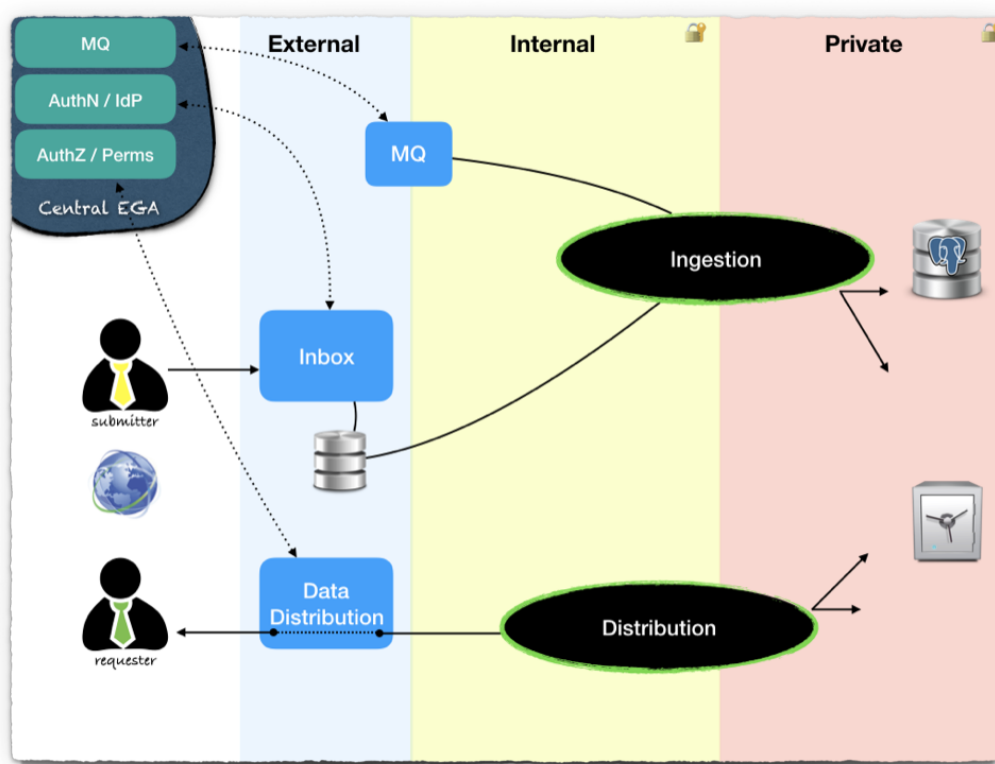 MQ
AuthN / IdP
AuthZ / Perms
Central EGA
External
Internal
Private
MQ
Ingestion
Inbox
submitter
Data
Distribution
Distribution
requester